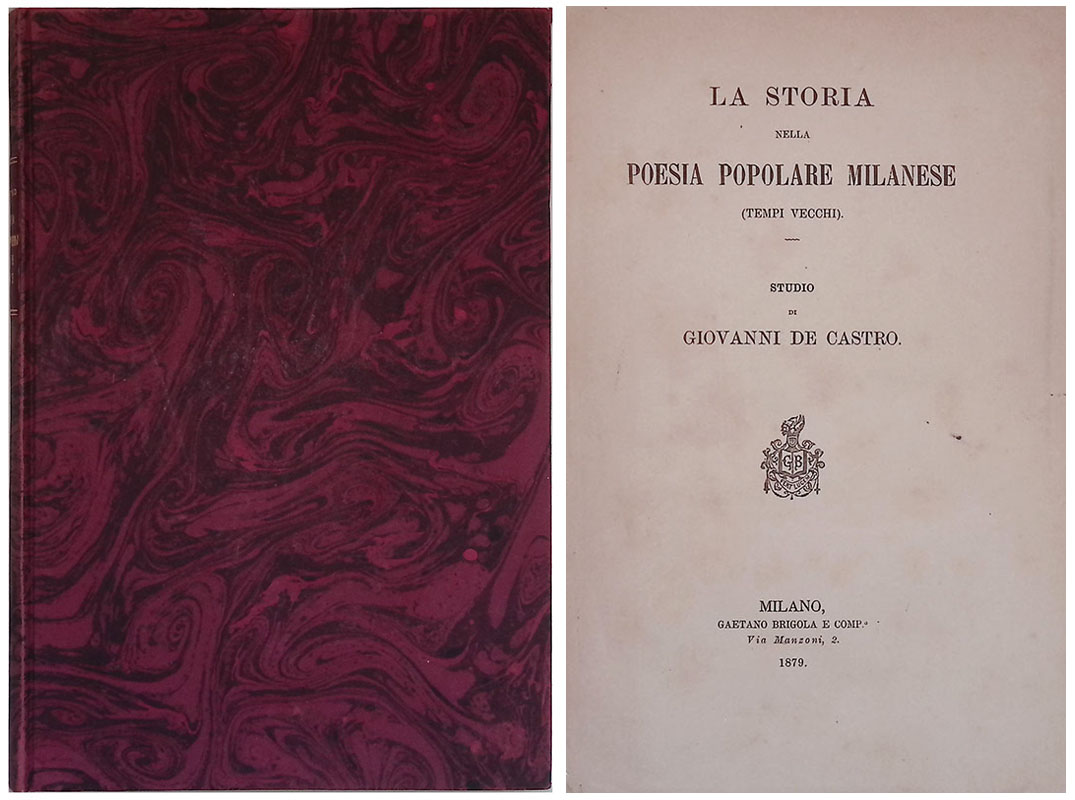 LA STORIA
NELLA
POESIA POPOLARE MILANESE
(TEMPI VECCHI).
STUDIO
DI
GIOVANNI DE CASTRO.
GB
MILANO,
GAETANO BRIGOLA E COMP.ª
Via Manzoni, 2.
1879.